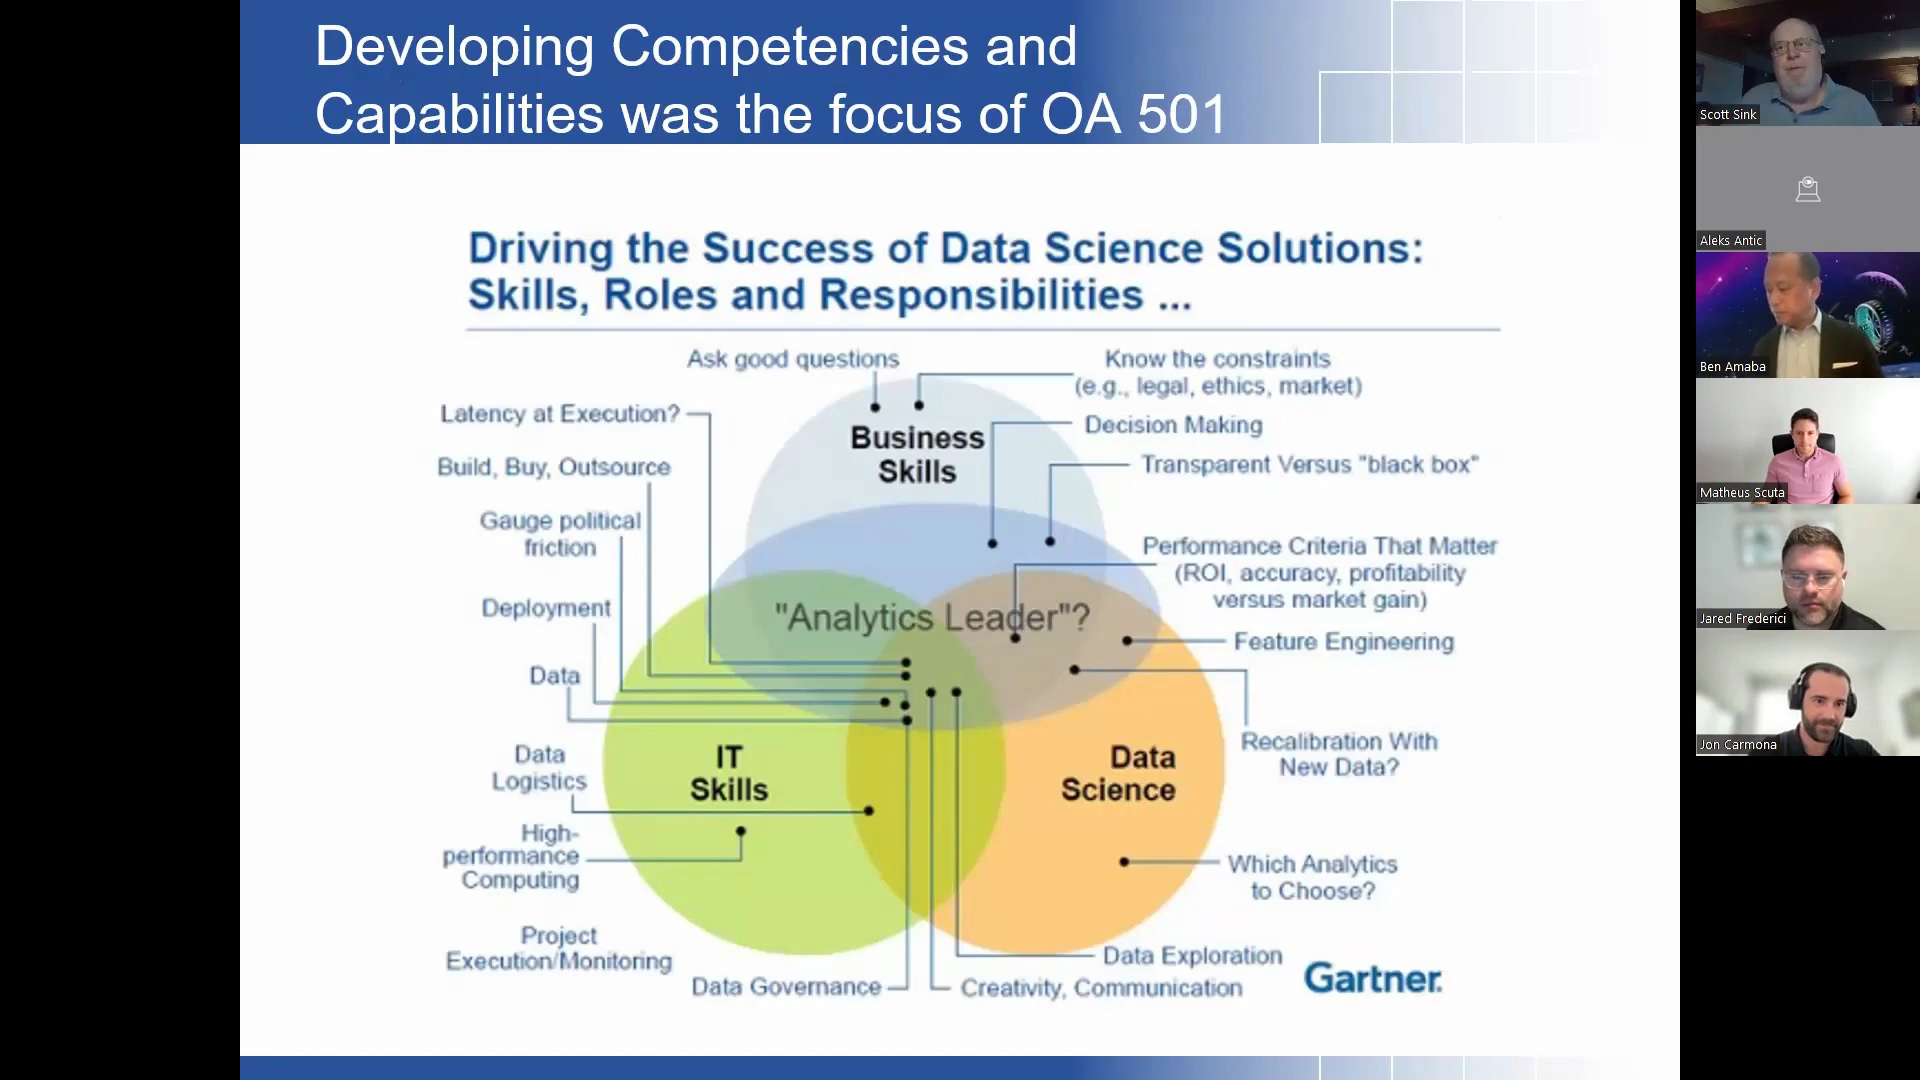 Developing Competencies and
Capabilities was the focus of OA 501
Driving the Success of Data Science Solutions:
Skills, Roles and Responsibilities ...
Ask good questions
Know the constraints
(e.g., legal, ethics, market)
Latency at Execution?
Decision Making
Business
Skills
Build, Buy, Outsource
Transparent Versus "black box"
Gauge political
friction
Performance Criteria That Matter
(ROI, accuracy, profitability
versus market gain)
Deployment
"Analytics Leader"?
Feature Engineering
Data
IT
Skills
Data
Science
Recalibration With
New Data?
Data
Logistics
High-
performance
Computing
Which Analytics
to Choose?
Project
Execution/Monitoring
Data Exploration
Data Governance
Creativity, Communication
Gartner.
Scott Sink
Aleks Antic
Ben Amaba
Matheus Scuta
Jared Frederici
Jon Carmona